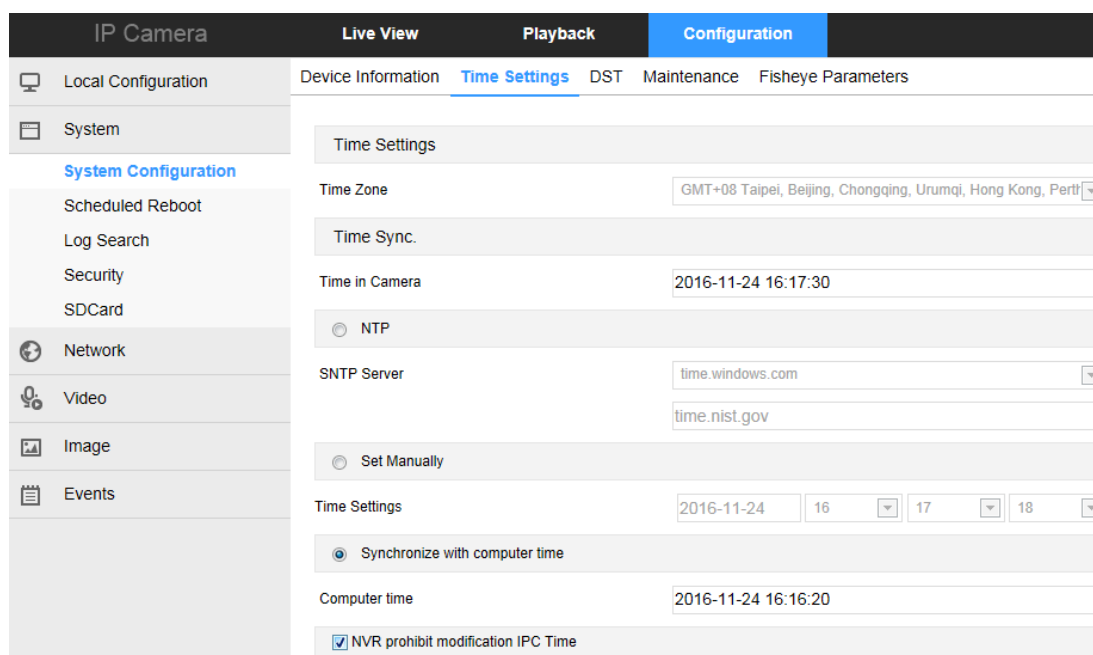 IP Camera
Live View Playback Configuration
Local Configuration
Device Information Time Settings DST Maintenance Fisheye Parameters
System
Time Settings
System Configuration
Time Zone GMT+08 Taipei, Beijing, Chongqing, Urumqi, Hong Kong, Perth
Scheduled Reboot
Time Sync.
Log Search
Security
Time in Camera 2016-11-24 16:17:30
SDCard
NTP
Network
SNTP Server time.windows.com
Video
time.nist.gov
Image
Set Manually
Events
Time Settings 2016-11-24 16 17 18
Synchronize with computer time
Computer time 2016-11-24 16:16:20
NVR prohibit modification IPC Time